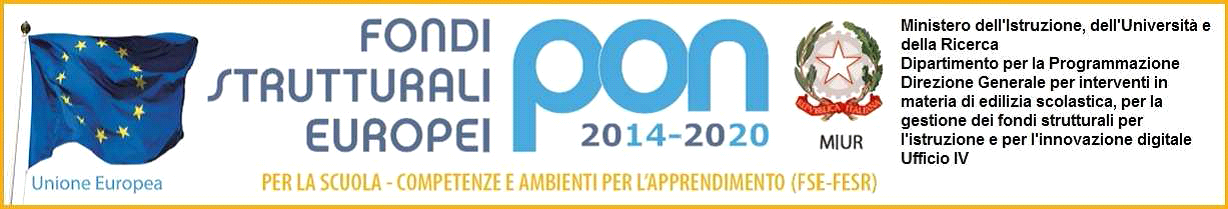 FONDI
STRUTTURALI
EUROPEI
pon
2014-2020
Unione Europea
PER LA SCUOLA - COMPETENZE E AMBIENTI PER L'APPRENDIMENTO (FSE-FESR)
REPVBBLICA ITALIANA
MIUR
Ministero dell'Istruzione, dell'Università e
della Ricerca
Dipartimento per la Programmazione
Direzione Generale per interventi in
materia di edilizia scolastica, per la
gestione dei fondi strutturali per
l'istruzione e per l'innovazione digitale
Ufficio IV